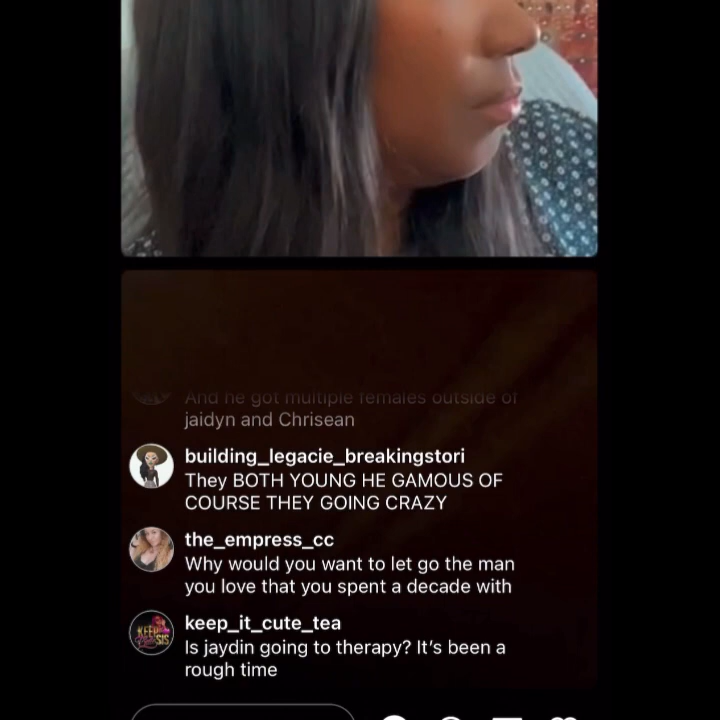 And he got multiple females outside of
jaidyn and Chrisean
building_legacie_breakingstori
They BOTH YOUNG HE GAMOUS OF
COURSE THEY GOING CRAZY
the_empress_cc
Why would you want to let go the man
you love that you spent a decade with
KEEP
SIS
keep_it_cute_tea
Is jaydin going to therapy? It’s been a
rough time